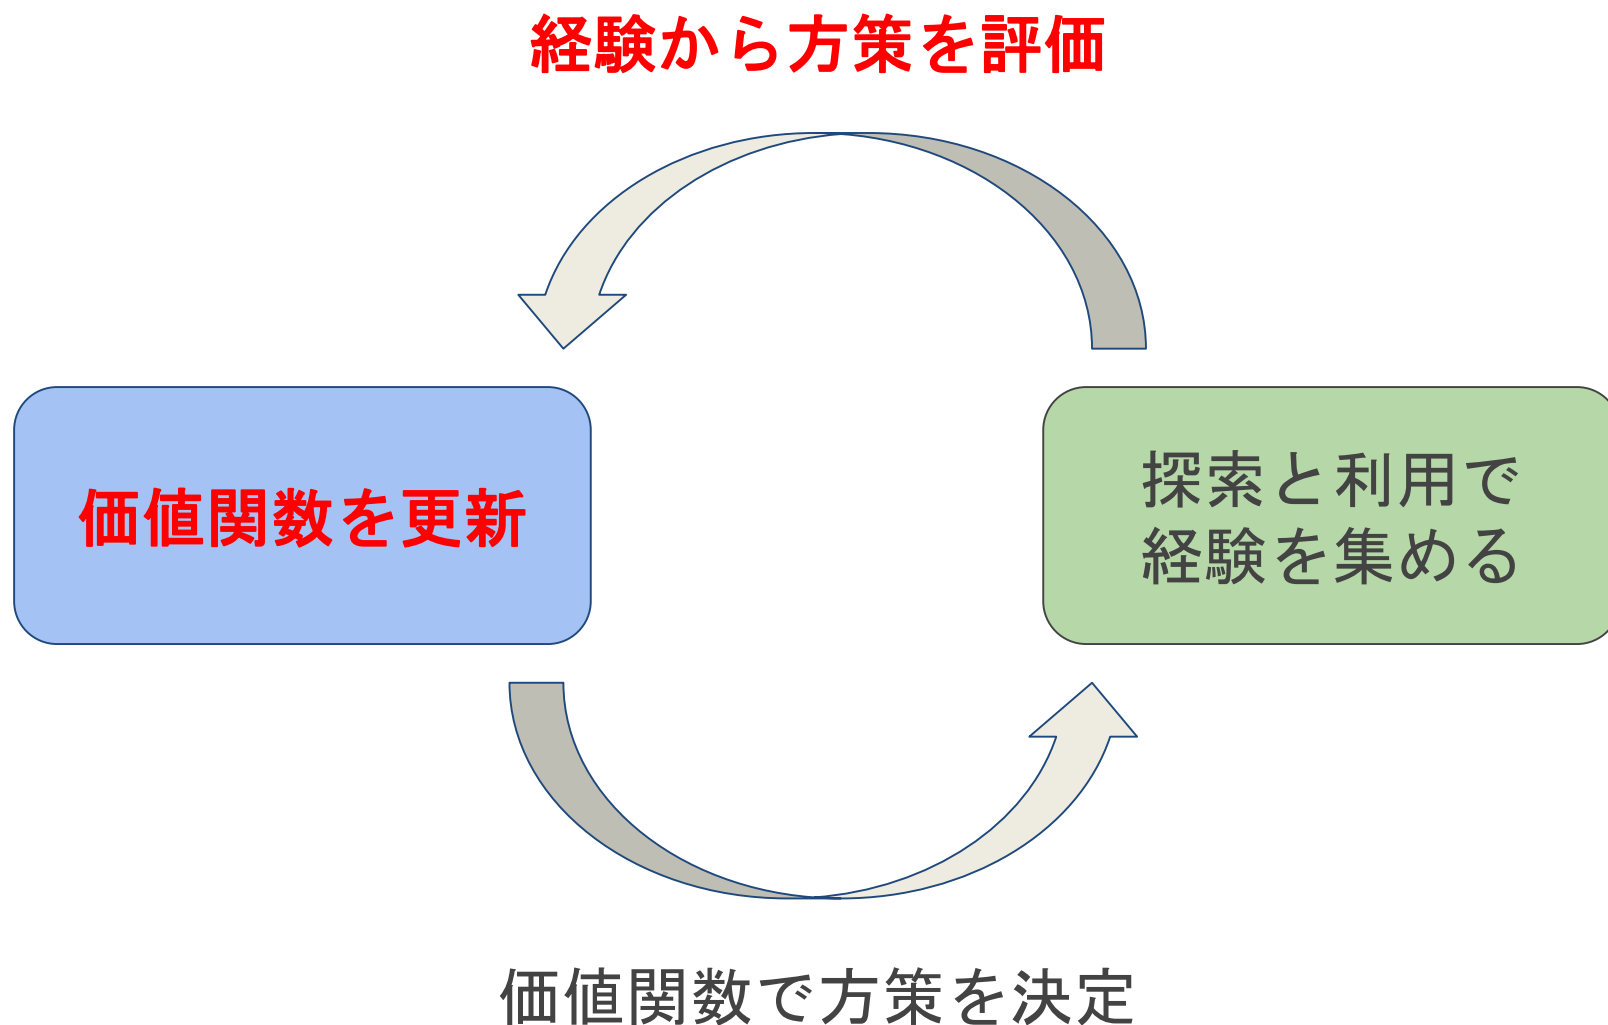 経験から方策を評価
価値関数を更新
探索と利用で
経験を集める
価値関数で方策を決定